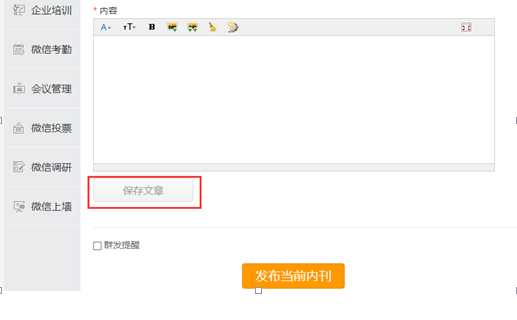 企业培训
微信考勤
会议管理
微信投票
微信调研
微信上墙
* 内容
A TT B
保存文章
群发提醒
发布当前内刊